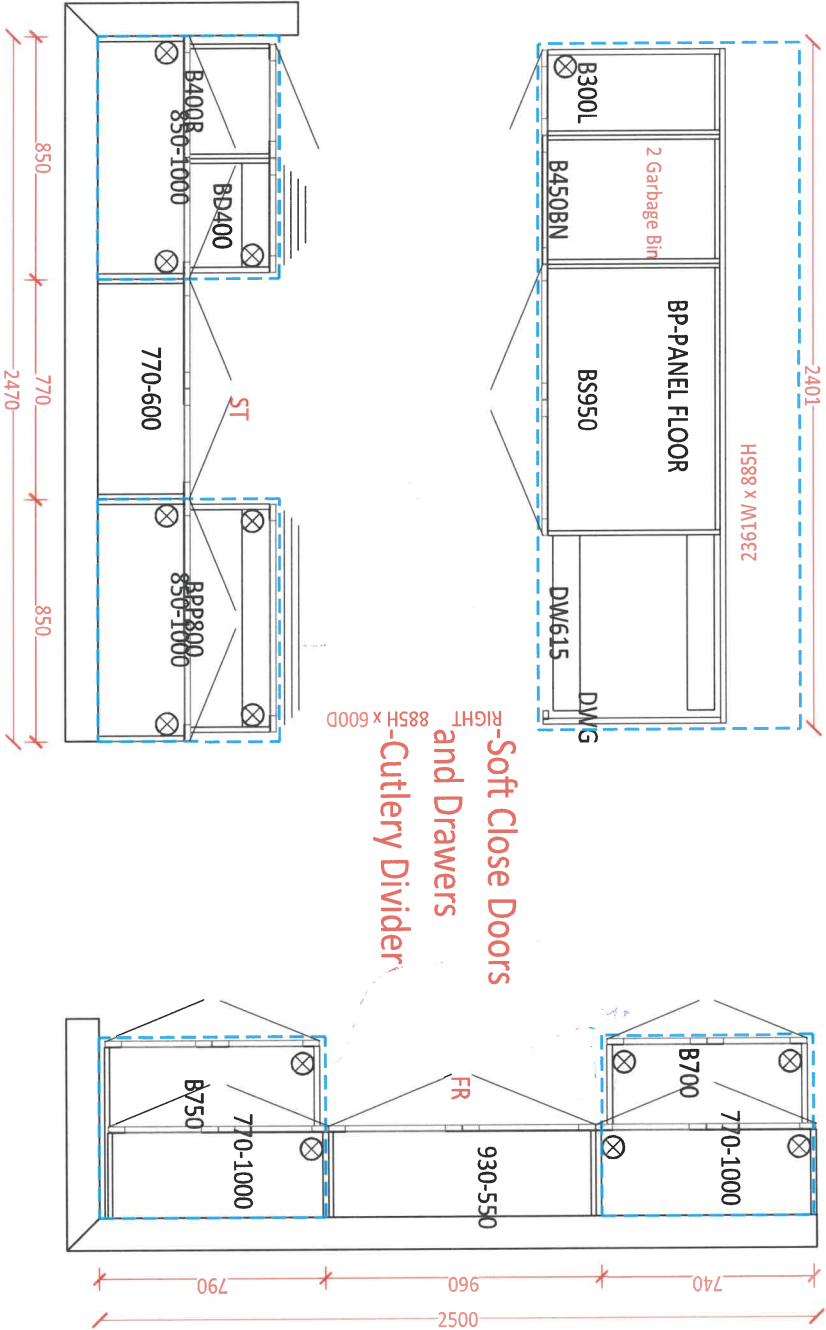 2401
2361W x 885H
B300L
B450BN
2 Garbage Bin
BS950
BP-PANEL FLOOR
DW615
DWG
B400R
850-1000
BD400
770-600
ST
BPP800
850-1000
850
770
850
2470
RIGHT
885H x 600D
-Soft Close Doors
and Drawers
-Cutlery Divider
B750
770-1000
FR
930-550
B700
770-1000
790
960
740
2500